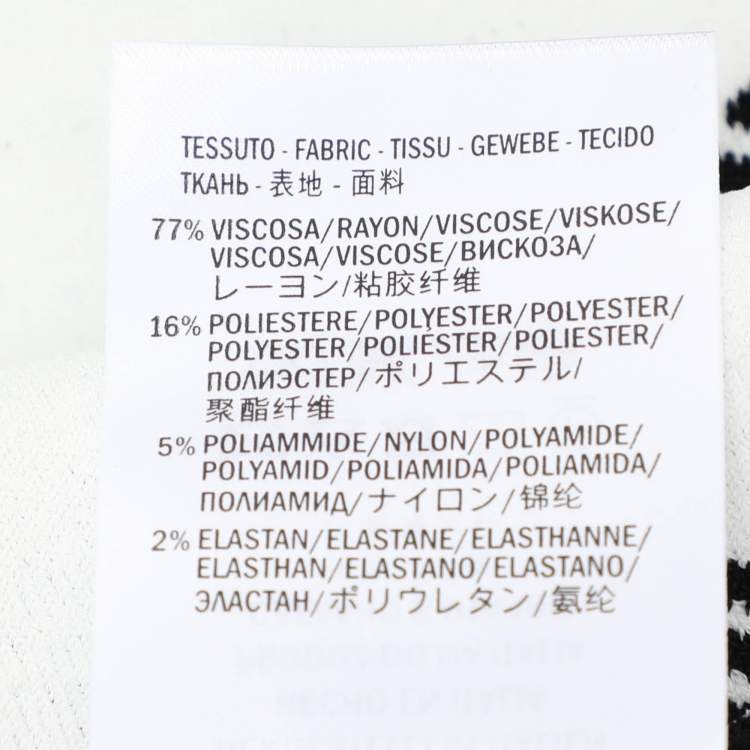 TESSUTO - FABRIC - TISSU - GEWEBE - TECIDO
ТКАНЬ - 表地 - 面料
77% VISCOSA/RAYON/VISCOSE/VISKOSE/
VISCOSA/VISCOSE/ВИСКОЗА/
レーヨン/粘胶纤维
16% POLIESTERE/POLYESTER/POLYESTER/
POLYESTER/POLIÉSTER/POLIESTER/
ПОЛИЭСТЕР/ポリエステル/
聚酯纤维
5% POLIAMMIDE/NYLON/POLYAMIDE/
POLYAMID/POLIAMIDA/POLIAMIDA/
ПОЛИАМИД/ナイロン/锦纶
2% ELASTAN/ELASTANE/ELASTHANNE/
ELASTHAN/ELASTANO/ELASTANO/
ЭЛАСТАН/ポリウレタン/氨纶